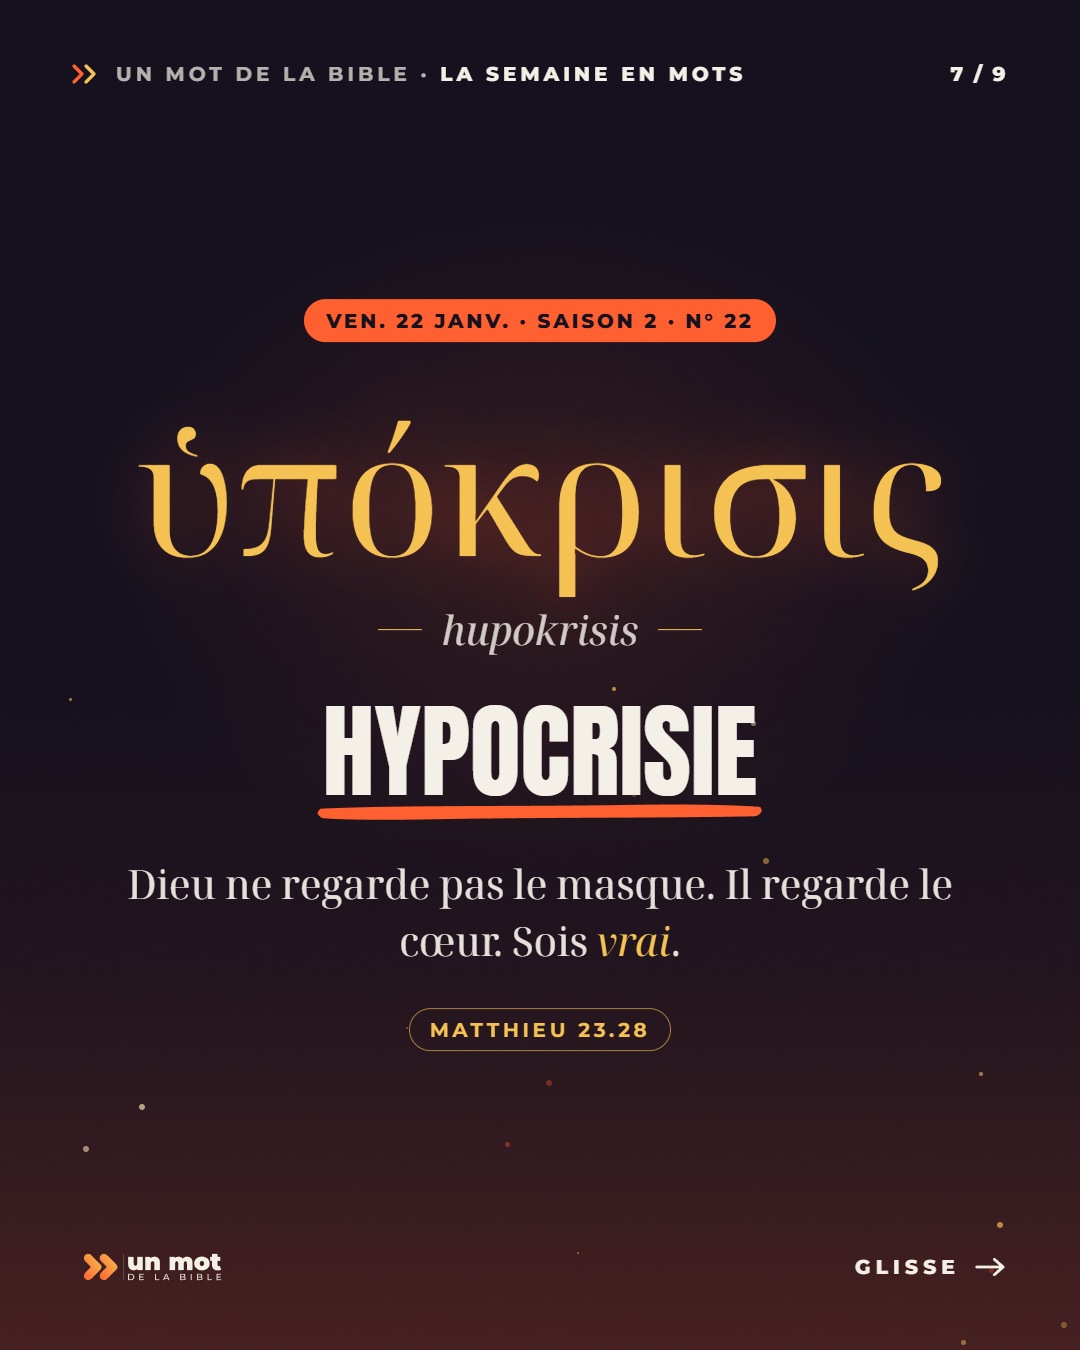 UN MOT DE LA BIBLE · LA SEMAINE EN MOTS
7 / 9
VEN. 22 JANV. · SAISON 2 · N° 22
ὑπόκρισις
hupokrisis
HYPOCRISIE
Dieu ne regarde pas le masque. Il regarde le
cœur. Sois vrai.
MATTHIEU 23.28
un mot
DE LA BIBLE
GLISSE →